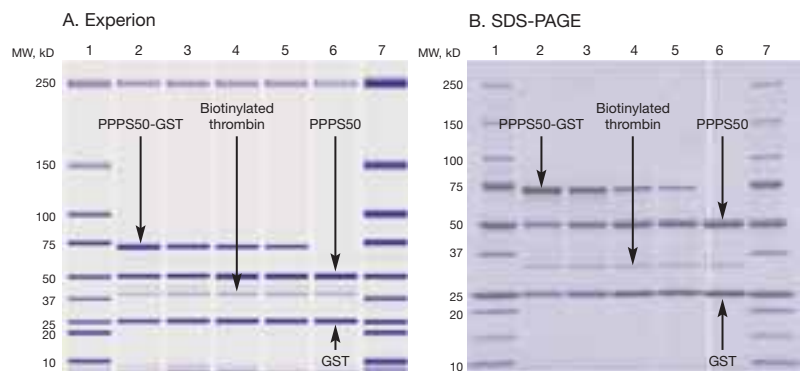 A. Experion
MW, kD 1 2 3 4 5 6 7
250
150
100
75
50
37
25
20
10
PPPS50-GST
Biotinylated
thrombin
PPPS50
GST
B. SDS-PAGE
MW, kD 1 2 3 4 5 6 7
250
150
100
75
50
37
25
20
10
PPPS50-GST
Biotinylated
thrombin
PPPS50
GST